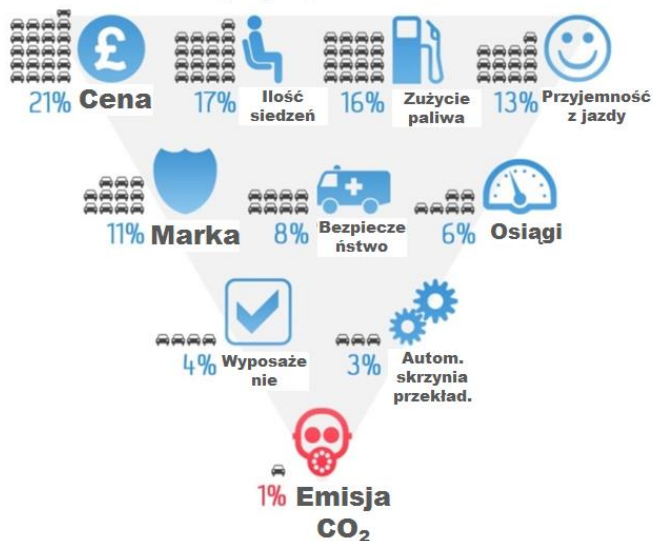 £
21% Cena
17% Ilość
siedzeń
16% Zużycie
paliwa
13% Przyjemność
z jazdy
11% Marka
8% Bezpiecze
ństwo
6% Osiągi
4% Wyposaże
nie
3% Autom.
skrzynia
przekład.
1% Emisja
CO₂